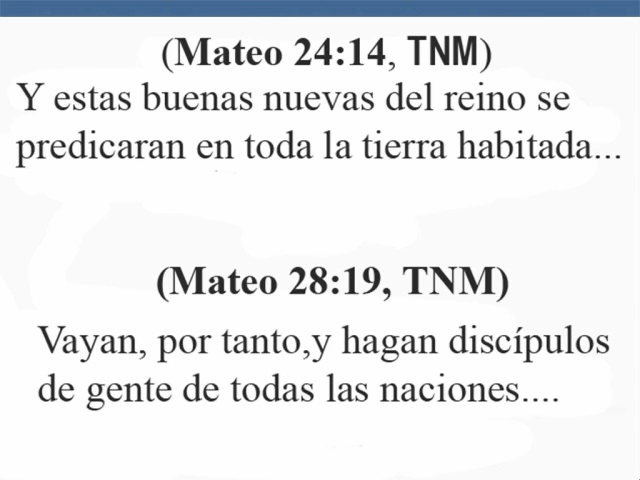 (Mateo 24:14, TNM)
Y estas buenas nuevas del reino se
predicaran en toda la tierra habitada...
(Mateo 28:19, TNM)
Vayan, por tanto,y hagan discípulos
de gente de todas las naciones....